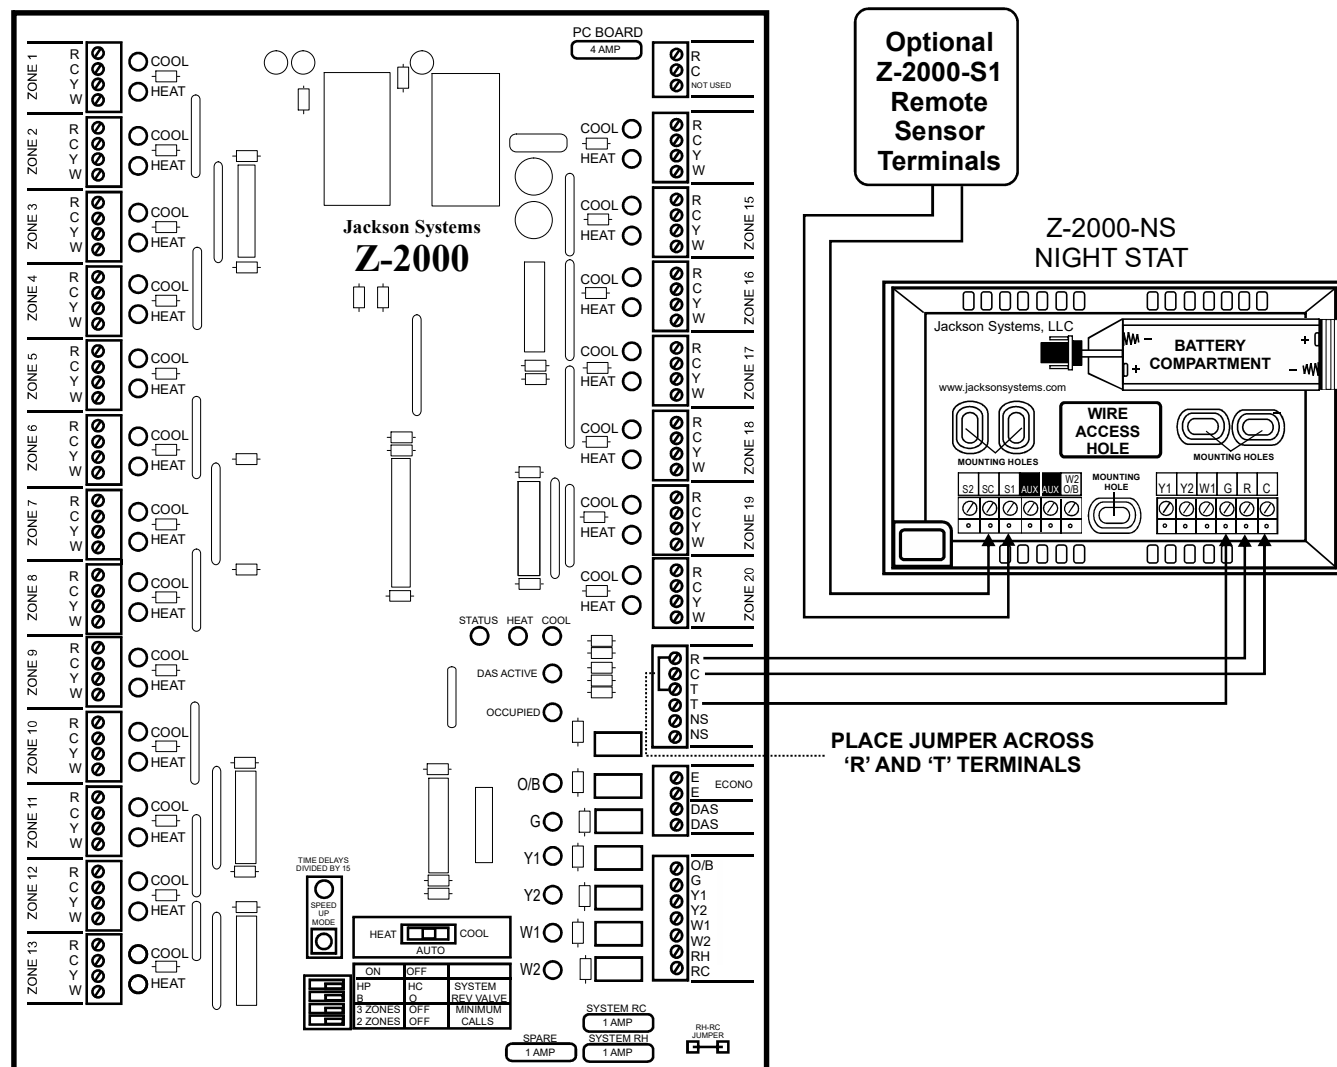 PC BOARD
4 AMP
R
C
NOT USED
ZONE 1
R
C
Y
W
COOL
HEAT
ZONE 2
R
C
Y
W
COOL
HEAT
ZONE 3
R
C
Y
W
COOL
HEAT
ZONE 4
R
C
Y
W
COOL
HEAT
ZONE 5
R
C
Y
W
COOL
HEAT
ZONE 6
R
C
Y
W
COOL
HEAT
ZONE 7
R
C
Y
W
COOL
HEAT
ZONE 8
R
C
Y
W
COOL
HEAT
ZONE 9
R
C
Y
W
COOL
HEAT
ZONE 10
R
C
Y
W
COOL
HEAT
ZONE 11
R
C
Y
W
COOL
HEAT
ZONE 12
R
C
Y
W
COOL
HEAT
ZONE 13
R
C
Y
W
COOL
HEAT
Jackson Systems
Z-2000
COOL
HEAT
R
C
Y
W
COOL
HEAT
R
C
Y
W
ZONE 15
COOL
HEAT
R
C
Y
W
ZONE 16
COOL
HEAT
R
C
Y
W
ZONE 17
COOL
HEAT
R
C
Y
W
ZONE 18
COOL
HEAT
R
C
Y
W
ZONE 19
COOL
HEAT
R
C
Y
W
ZONE 20
STATUS HEAT COOL
DAS ACTIVE
OCCUPIED
R
C
T
T
NS
NS
E
E
ECONO
DAS
DAS
O/B
G
Y1
Y2
W1
W2
O/B
G
Y1
Y2
W1
W2
RH
RC
TIME DELAYS
DIVIDED BY 15
SPEED
UP
MODE
HEAT COOL
AUTO
ON OFF
HP HC SYSTEM
B O REV VALVE
3 ZONES OFF MINIMUM
2 ZONES OFF CALLS
SYSTEM RC
1 AMP
SPARE
1 AMP
SYSTEM RH
1 AMP
RH-RC
JUMPER
Optional
Z-2000-S1
Remote
Sensor
Terminals
Z-2000-NS
NIGHT STAT
Jackson Systems, LLC
BATTERY
COMPARTMENT
- +
+ -
www.jacksonsystems.com
WIRE
ACCESS
HOLE
MOUNTING HOLES
MOUNTING HOLES
MOUNTING
HOLE
S2 SC S1 AUX AUX W2
O/B
Y1 Y2 W1 G R C
PLACE JUMPER ACROSS
‘R’ AND ‘T’ TERMINALS